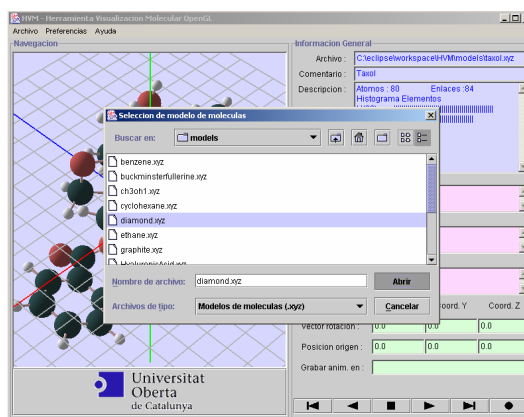 HVM - Herramienta Visualizacion Molecular OpenGL
Archivo Preferencias Ayuda
Navegacion
Informacion General
Archivo : C:\eclipse\workspace\HVM\models\taxol.xyz
Comentario : Taxol
Descripcion : Atomos : 80 Enlaces :84
Histograma Elementos
Seleccion de modelo de moleculas
Buscar en: models
benzene.xyz
buckminsterfullerine.xyz
ch3oh1.xyz
cyclohexane.xyz
diamond.xyz
ethane.xyz
graphite.xyz
HyaluronicAcid.xyz
Nombre de archivo: diamond.xyz Abrir
Archivos de tipo: Modelos de moleculas (.xyz) Cancelar
oord. Y Coord. Z
Vector rotacion : 0.0 0.0 0.0
Posicion origen : 0.0 0.0 0.0
Grabar anim. en :
Universitat
Oberta
de Catalunya